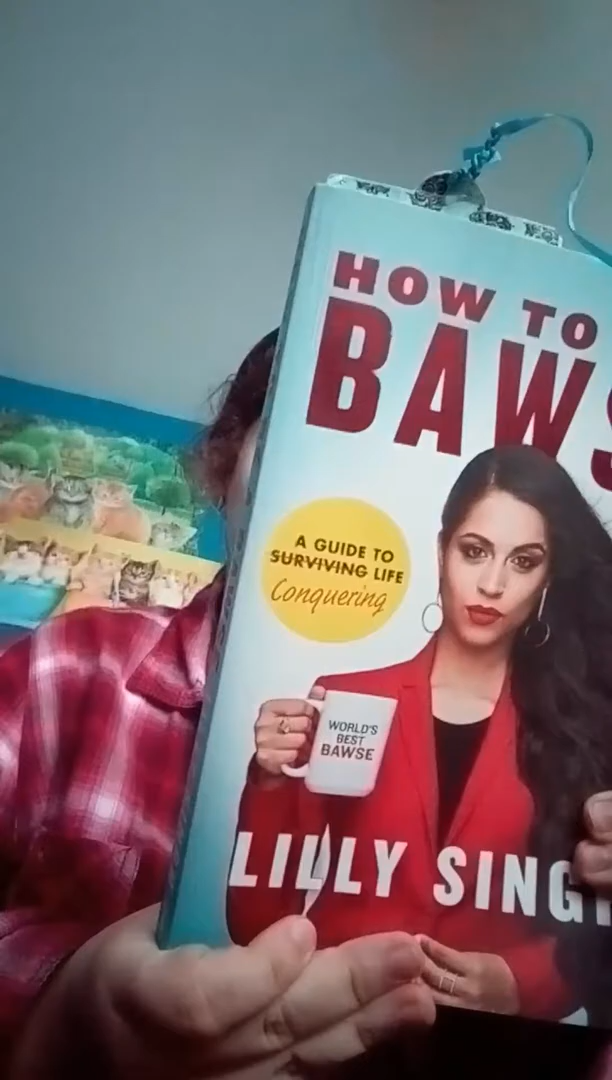 HOW TO
BAWS
A GUIDE TO
SURVIVING LIFE
Conquering
WORLD'S
BEST
BAWSE
LILLY SING